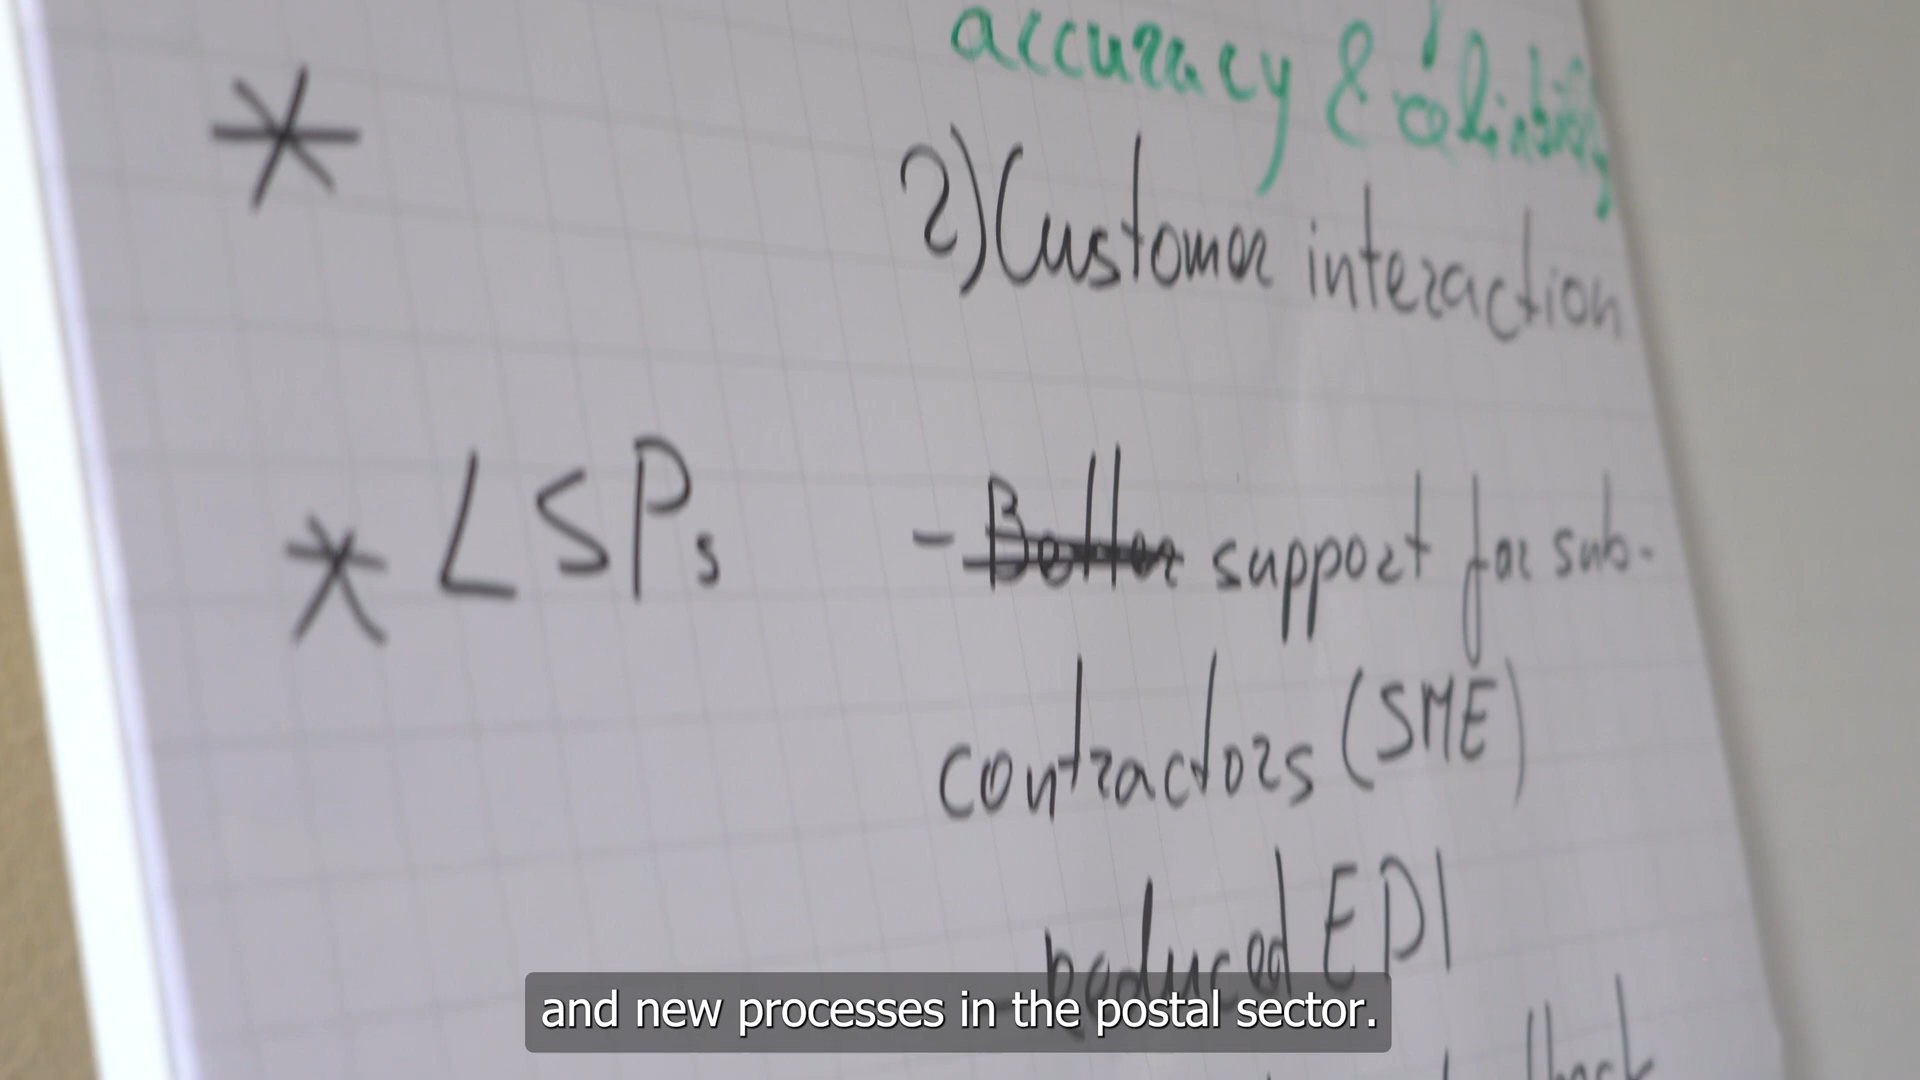 accuracy & reliability
* 2) Customer interaction
* LSPs - Better support for sub-
contractors (SME)
EDI
and new processes in the postal sector.